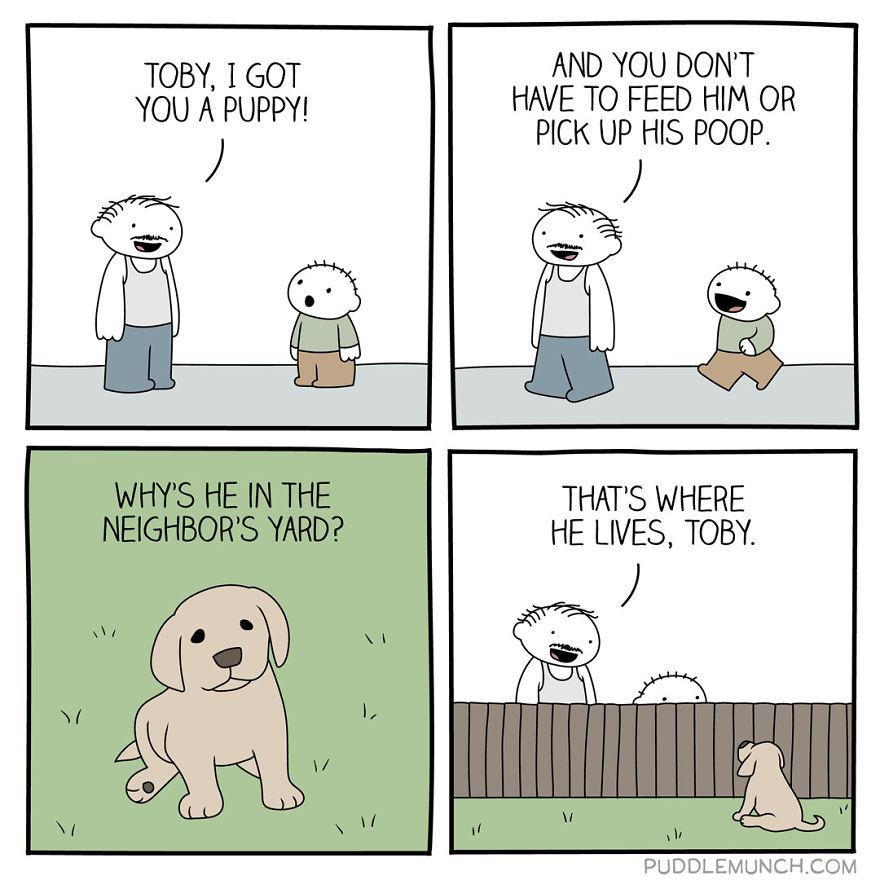 TOBY, I GOT
YOU A PUPPY!
AND YOU DON'T
HAVE TO FEED HIM OR
PICK UP HIS POOP.
WHY'S HE IN THE
NEIGHBOR'S YARD?
THAT'S WHERE
HE LIVES, TOBY.
PUDDLEMUNCH.COM